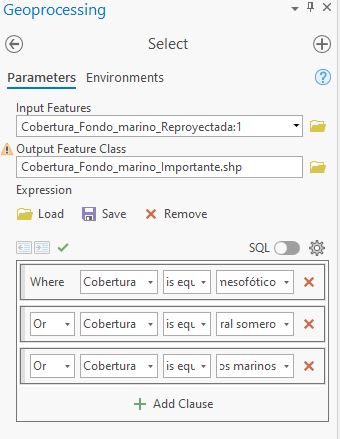 Geoprocessing
Select
Parameters Environments
Input Features
Cobertura_Fondo_marino_Reproyectada:1
Output Feature Class
Cobertura_Fondo_marino_Importante.shp
Expression
Load Save Remove
SQL
Where Cobertura is equ mesofótico
Or Cobertura is equ ral somero
Or Cobertura is equ os marinos
Add Clause